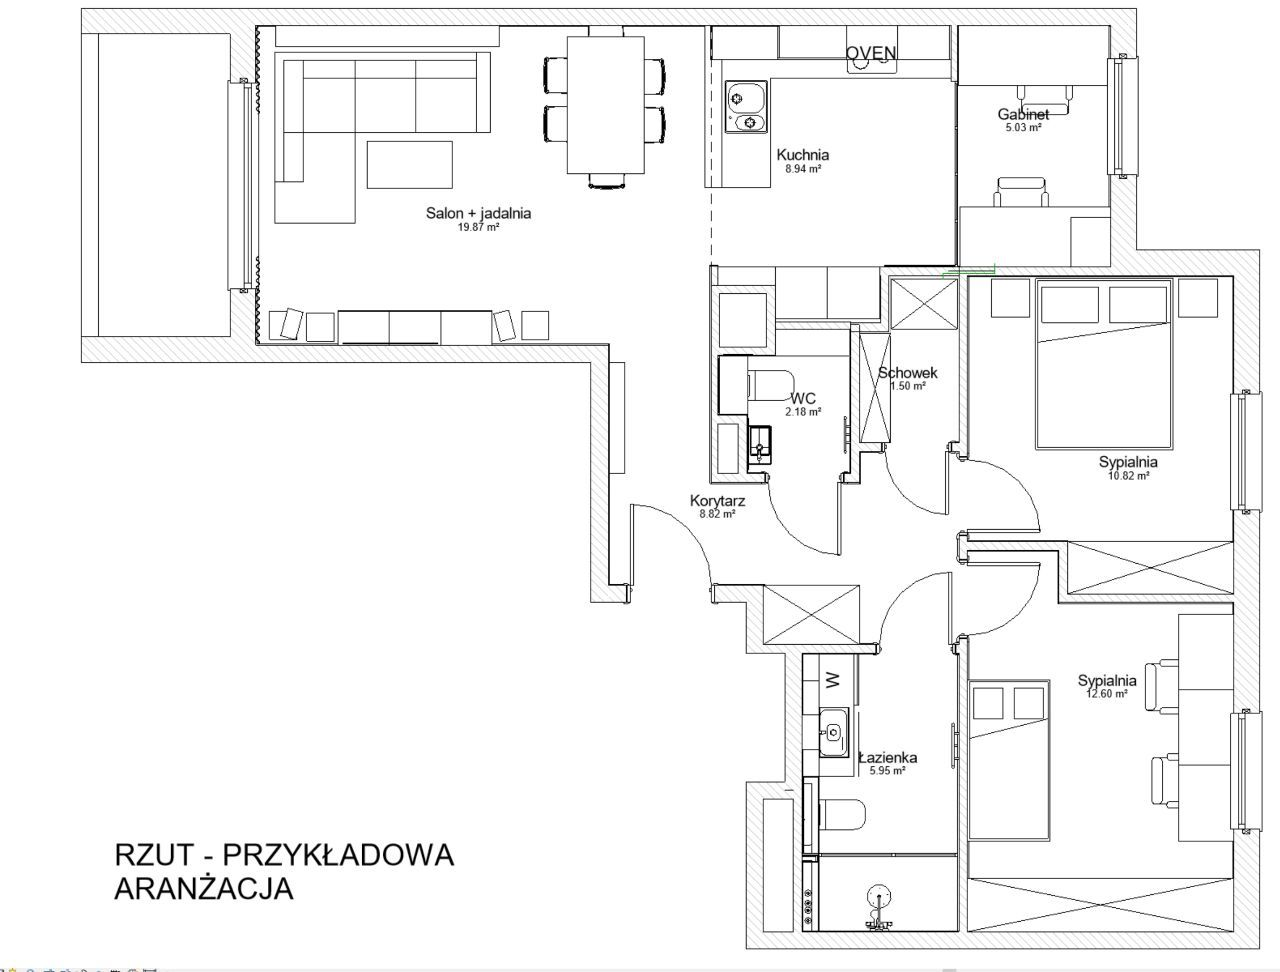 OVEN
Gabinet
5.03 m²
Kuchnia
8.94 m²
Salon + jadalnia
19.87 m²
Schowek
1.50 m²
WC
2.18 m²
Sypialnia
10.82 m²
Korytarz
8.82 m²
W
Sypialnia
12.60 m²
Łazienka
5.95 m²
RZUT - PRZYKŁADOWA
ARANŻACJA